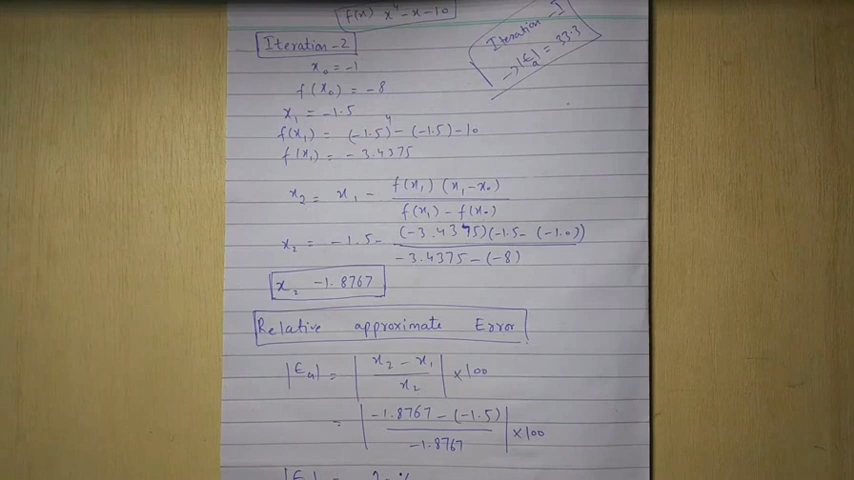 f(x) x⁴-x-10
Iteration-I
→|εa| = 33.3
Iteration-2
x₀ = -1
f(x₀) = -8
x₁ = -1.5
f(x₁) = (-1.5)⁴ - (-1.5) - 10
f(x₁) = - 3.4375
x₂ = x₁ - f(x₁) (x₁-x₀)
f(x₁) - f(x₀)
x₂ = -1.5 - (-3.4375)(-1.5-(-1.0))
-3.4375 - (-8)
x₂ -1.8767
Relative approximate Error
|εa| = | x₂ - x₁ | ×100
x₂
= | -1.8767 - (-1.5) | ×100
-1.8767